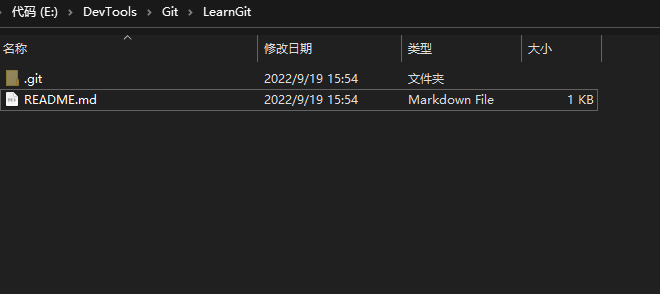 代码 (E:) > DevTools > Git > LearnGit
名称 修改日期 类型 大小
.git 2022/9/19 15:54 文件夹
README.md 2022/9/19 15:54 Markdown File 1 KB